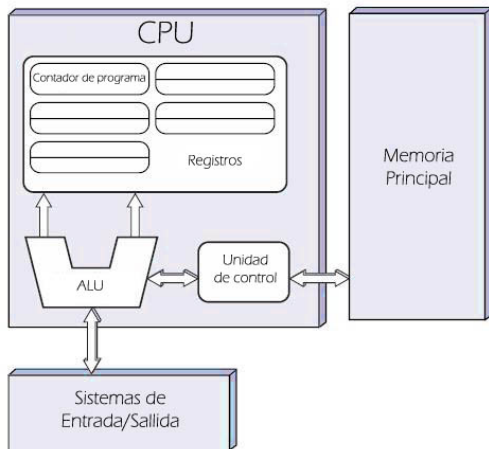 CPU
Contador de programa
Registros
Memoria
Principal
ALU
Unidad
de control
Sistemas de
Entrada/Sallida